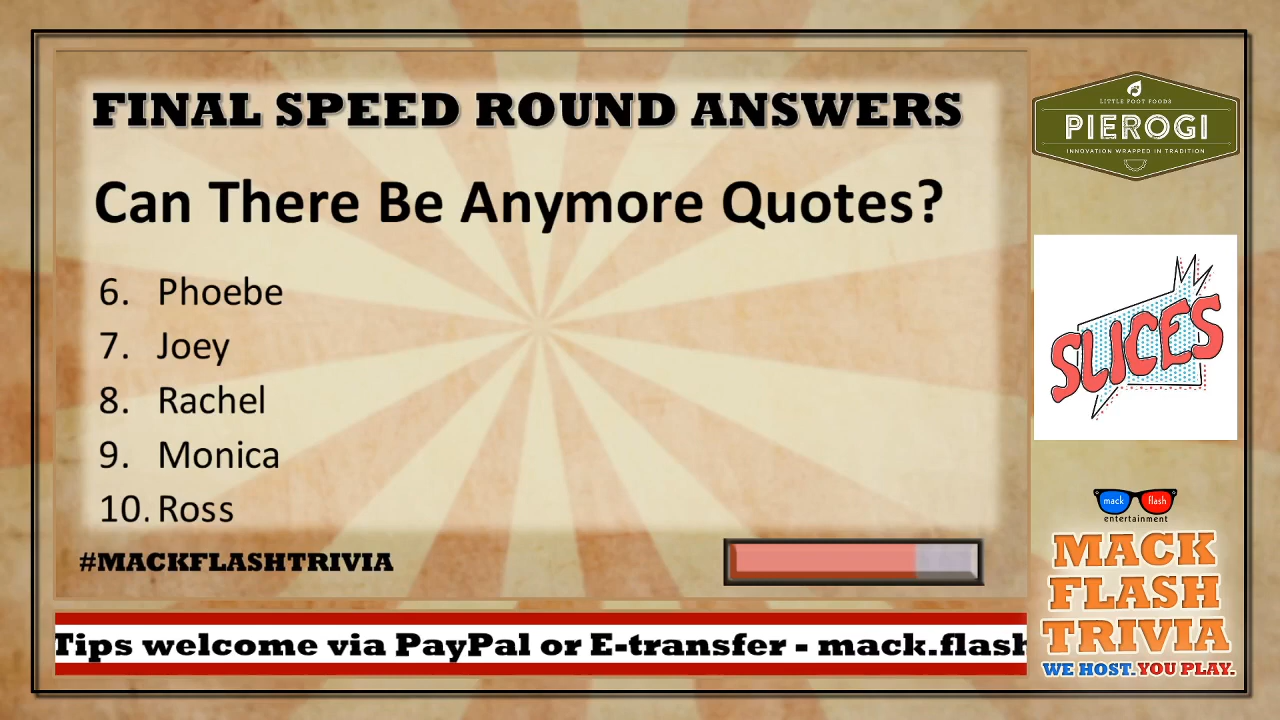 FINAL SPEED ROUND ANSWERS
Can There Be Anymore Quotes?
6. Phoebe
7. Joey
8. Rachel
9. Monica
10. Ross
#MACKFLASHTRIVIA
Tips welcome via PayPal or E-transfer - mack.flash
LITTLE FOOT FOODS
PIEROGI
INNOVATION WRAPPED IN TRADITION
SLICES
mack flash
entertainment
MACK
FLASH
TRIVIA
WE HOST. YOU PLAY.